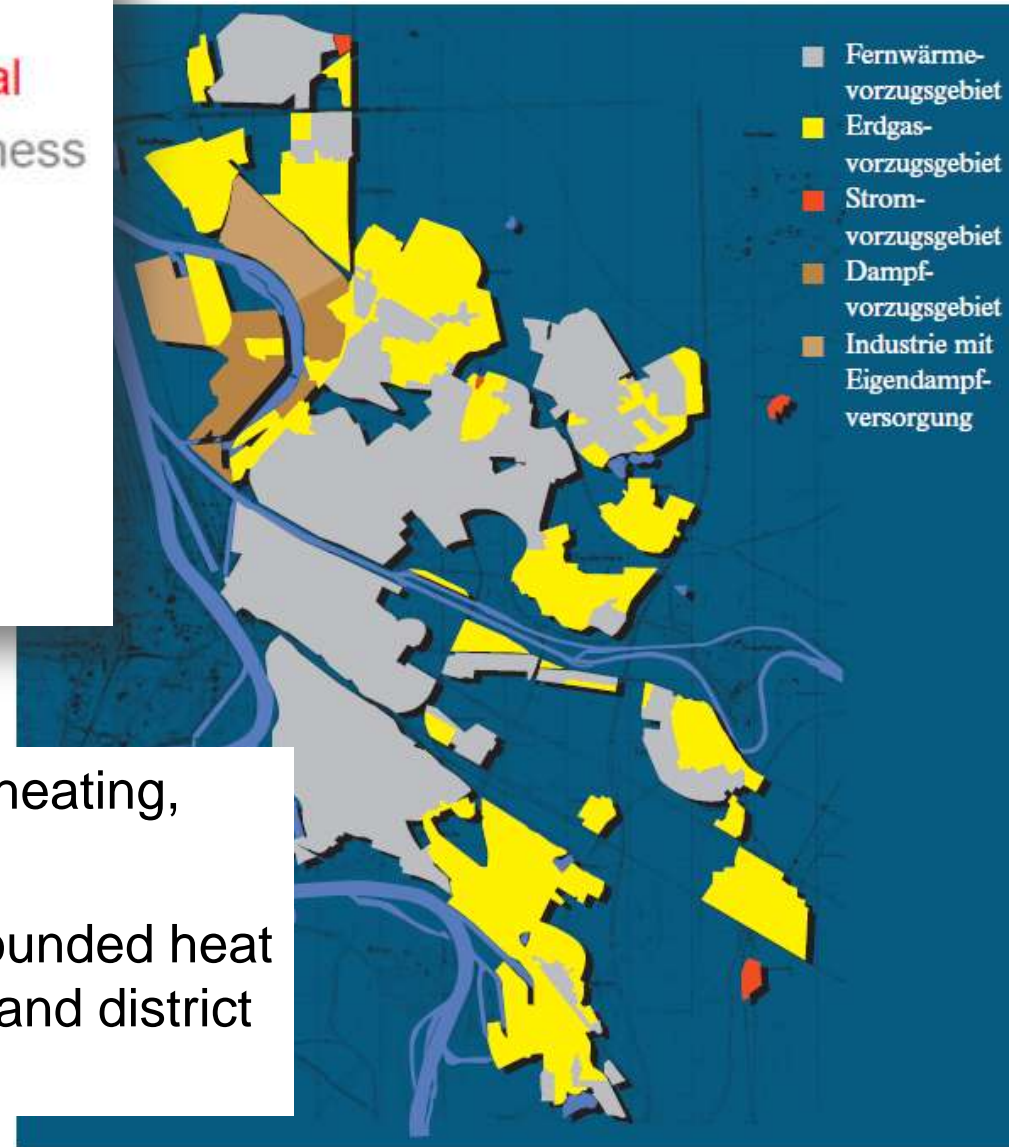 al
ness
Fernwärme-
vorzugsgebiet
Erdgas-
vorzugsgebiet
Strom-
vorzugsgebiet
Dampf-
vorzugsgebiet
Industrie mit
Eigendampf-
versorgung
heating,
ounded heat
and district